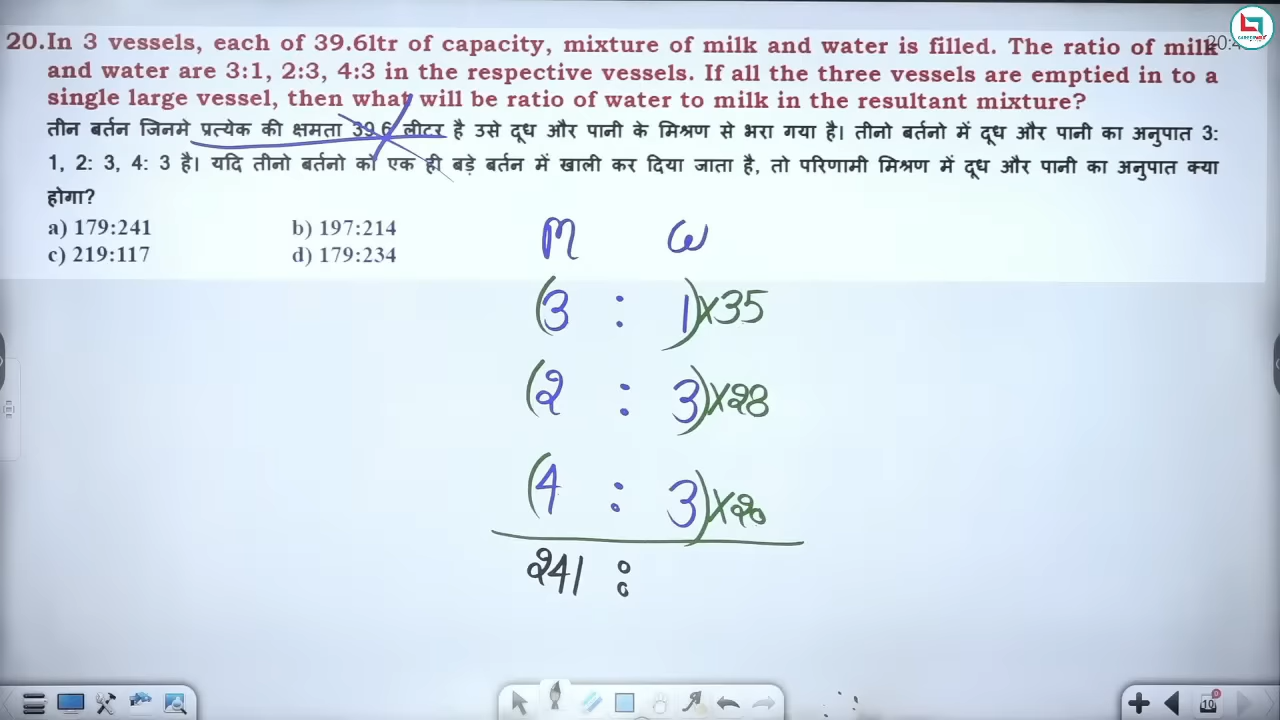 20. In 3 vessels, each of 39.6ltr of capacity, mixture of milk and water is filled. The ratio of milk
and water are 3:1, 2:3, 4:3 in the respective vessels. If all the three vessels are emptied in to a
single large vessel, then what will be ratio of water to milk in the resultant mixture?
तीन बर्तन जिनमे प्रत्येक की क्षमता 39.6 लीटर है उसे दूध और पानी के मिश्रण से भरा गया है। तीनो बर्तनो में दूध और पानी का अनुपात 3:
1, 2: 3, 4: 3 है। यदि तीनो बर्तनो को एक ही बड़े बर्तन में खाली कर दिया जाता है, तो परिणामी मिश्रण में दूध और पानी का अनुपात क्या
होगा?
a) 179:241 b) 197:214
c) 219:117 d) 179:234
M W
(3 : 1)×35
(2 : 3)×28
(4 : 3)×20
241 :
10